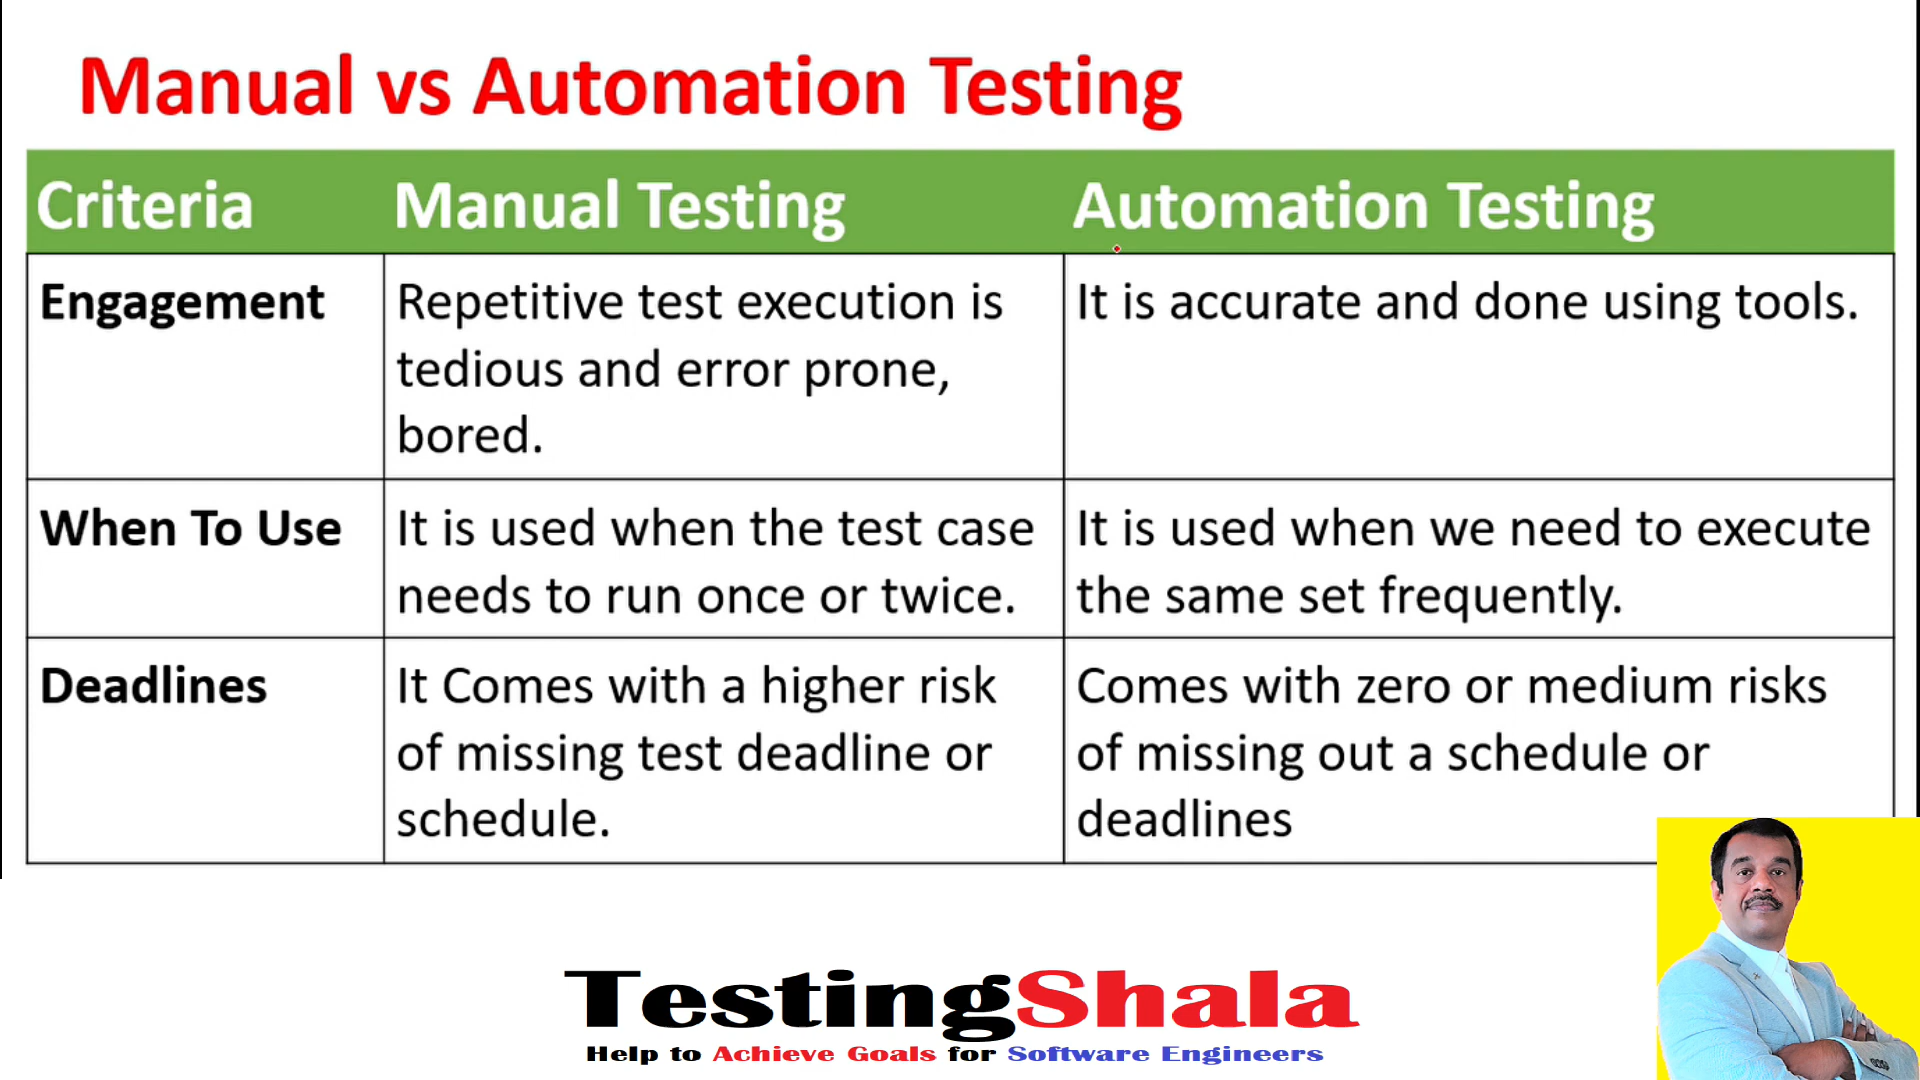 Manual vs Automation Testing
Criteria Manual Testing Automation Testing
Engagement
Repetitive test execution is
tedious and error prone,
bored.
It is accurate and done using tools.
When To Use
It is used when the test case
needs to run once or twice.
It is used when we need to execute
the same set frequently.
Deadlines
It Comes with a higher risk
of missing test deadline or
schedule.
Comes with zero or medium risks
of missing out a schedule or
deadlines
TestingShala
Help to Achieve Goals for Software Engineers